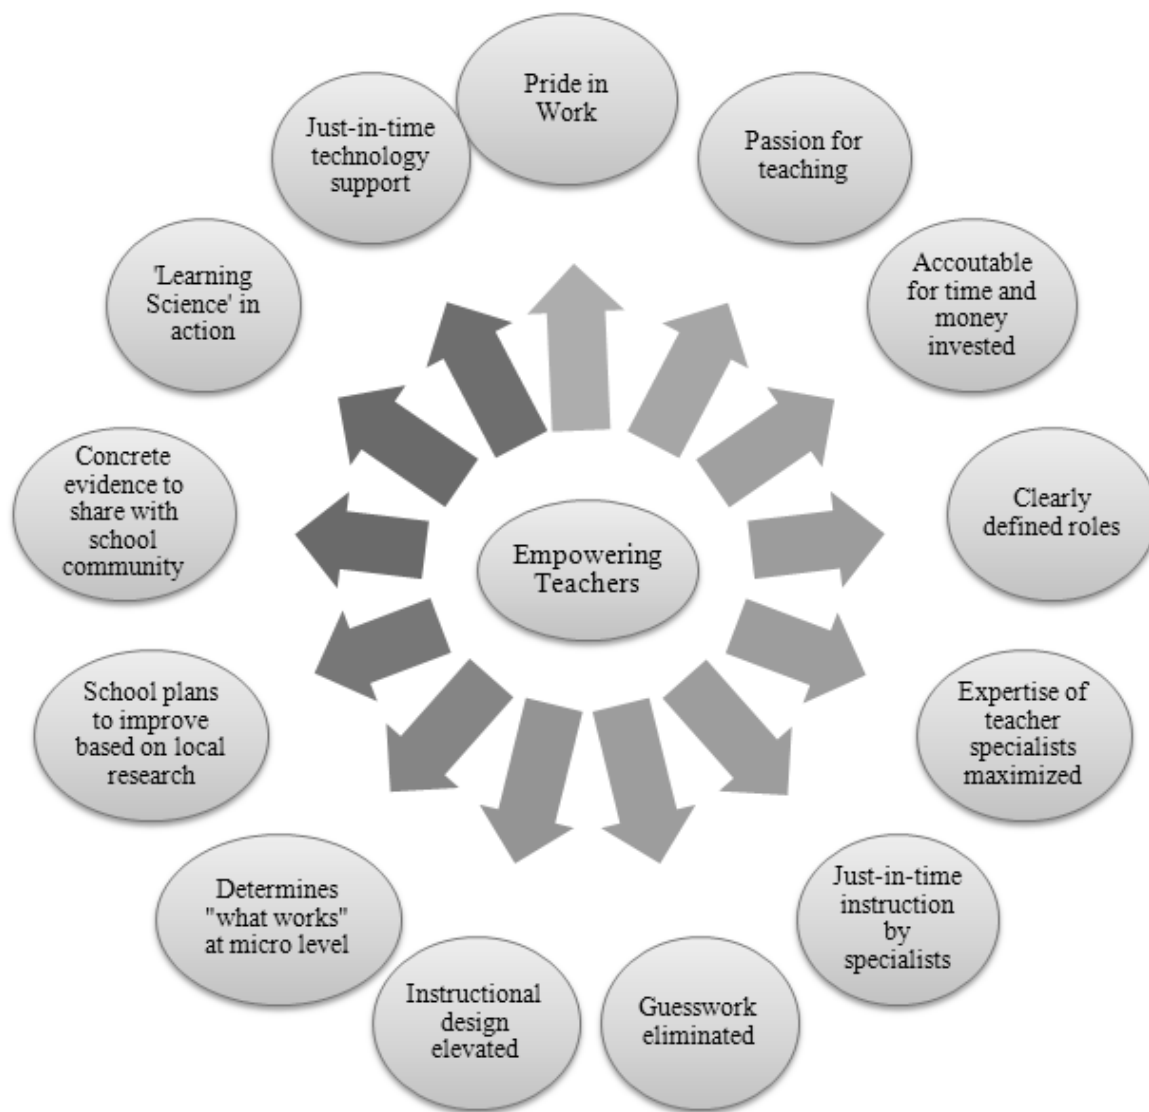 Pride in
Work
Passion for
teaching
Accoutable
for time and
money
invested
Clearly
defined roles
Expertise of
teacher
specialists
maximized
Just-in-time
instruction
by
specialists
Guesswork
eliminated
Instructional
design
elevated
Determines
"what works"
at micro level
School plans
to improve
based on local
research
Concrete
evidence to
share with
school
community
'Learning
Science' in
action
Just-in-time
technology
support
Empowering
Teachers